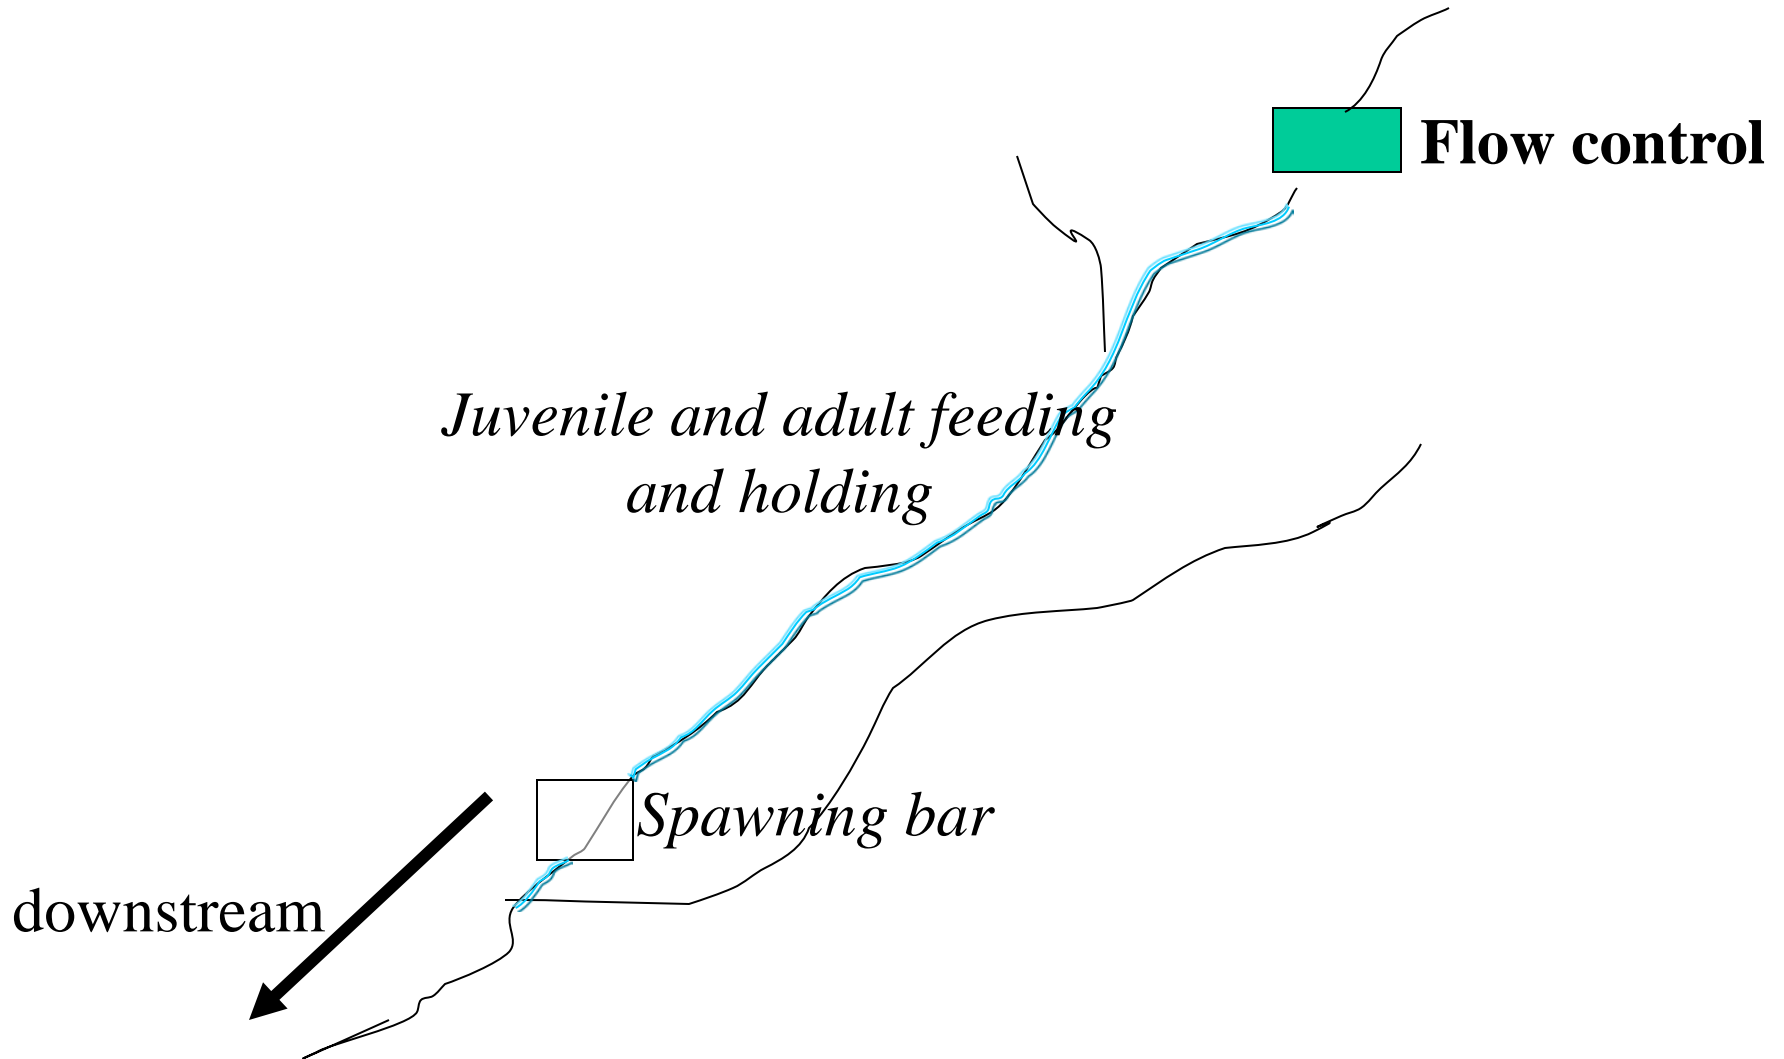 Flow control
Juvenile and adult feeding
and holding
Spawning bar
downstream